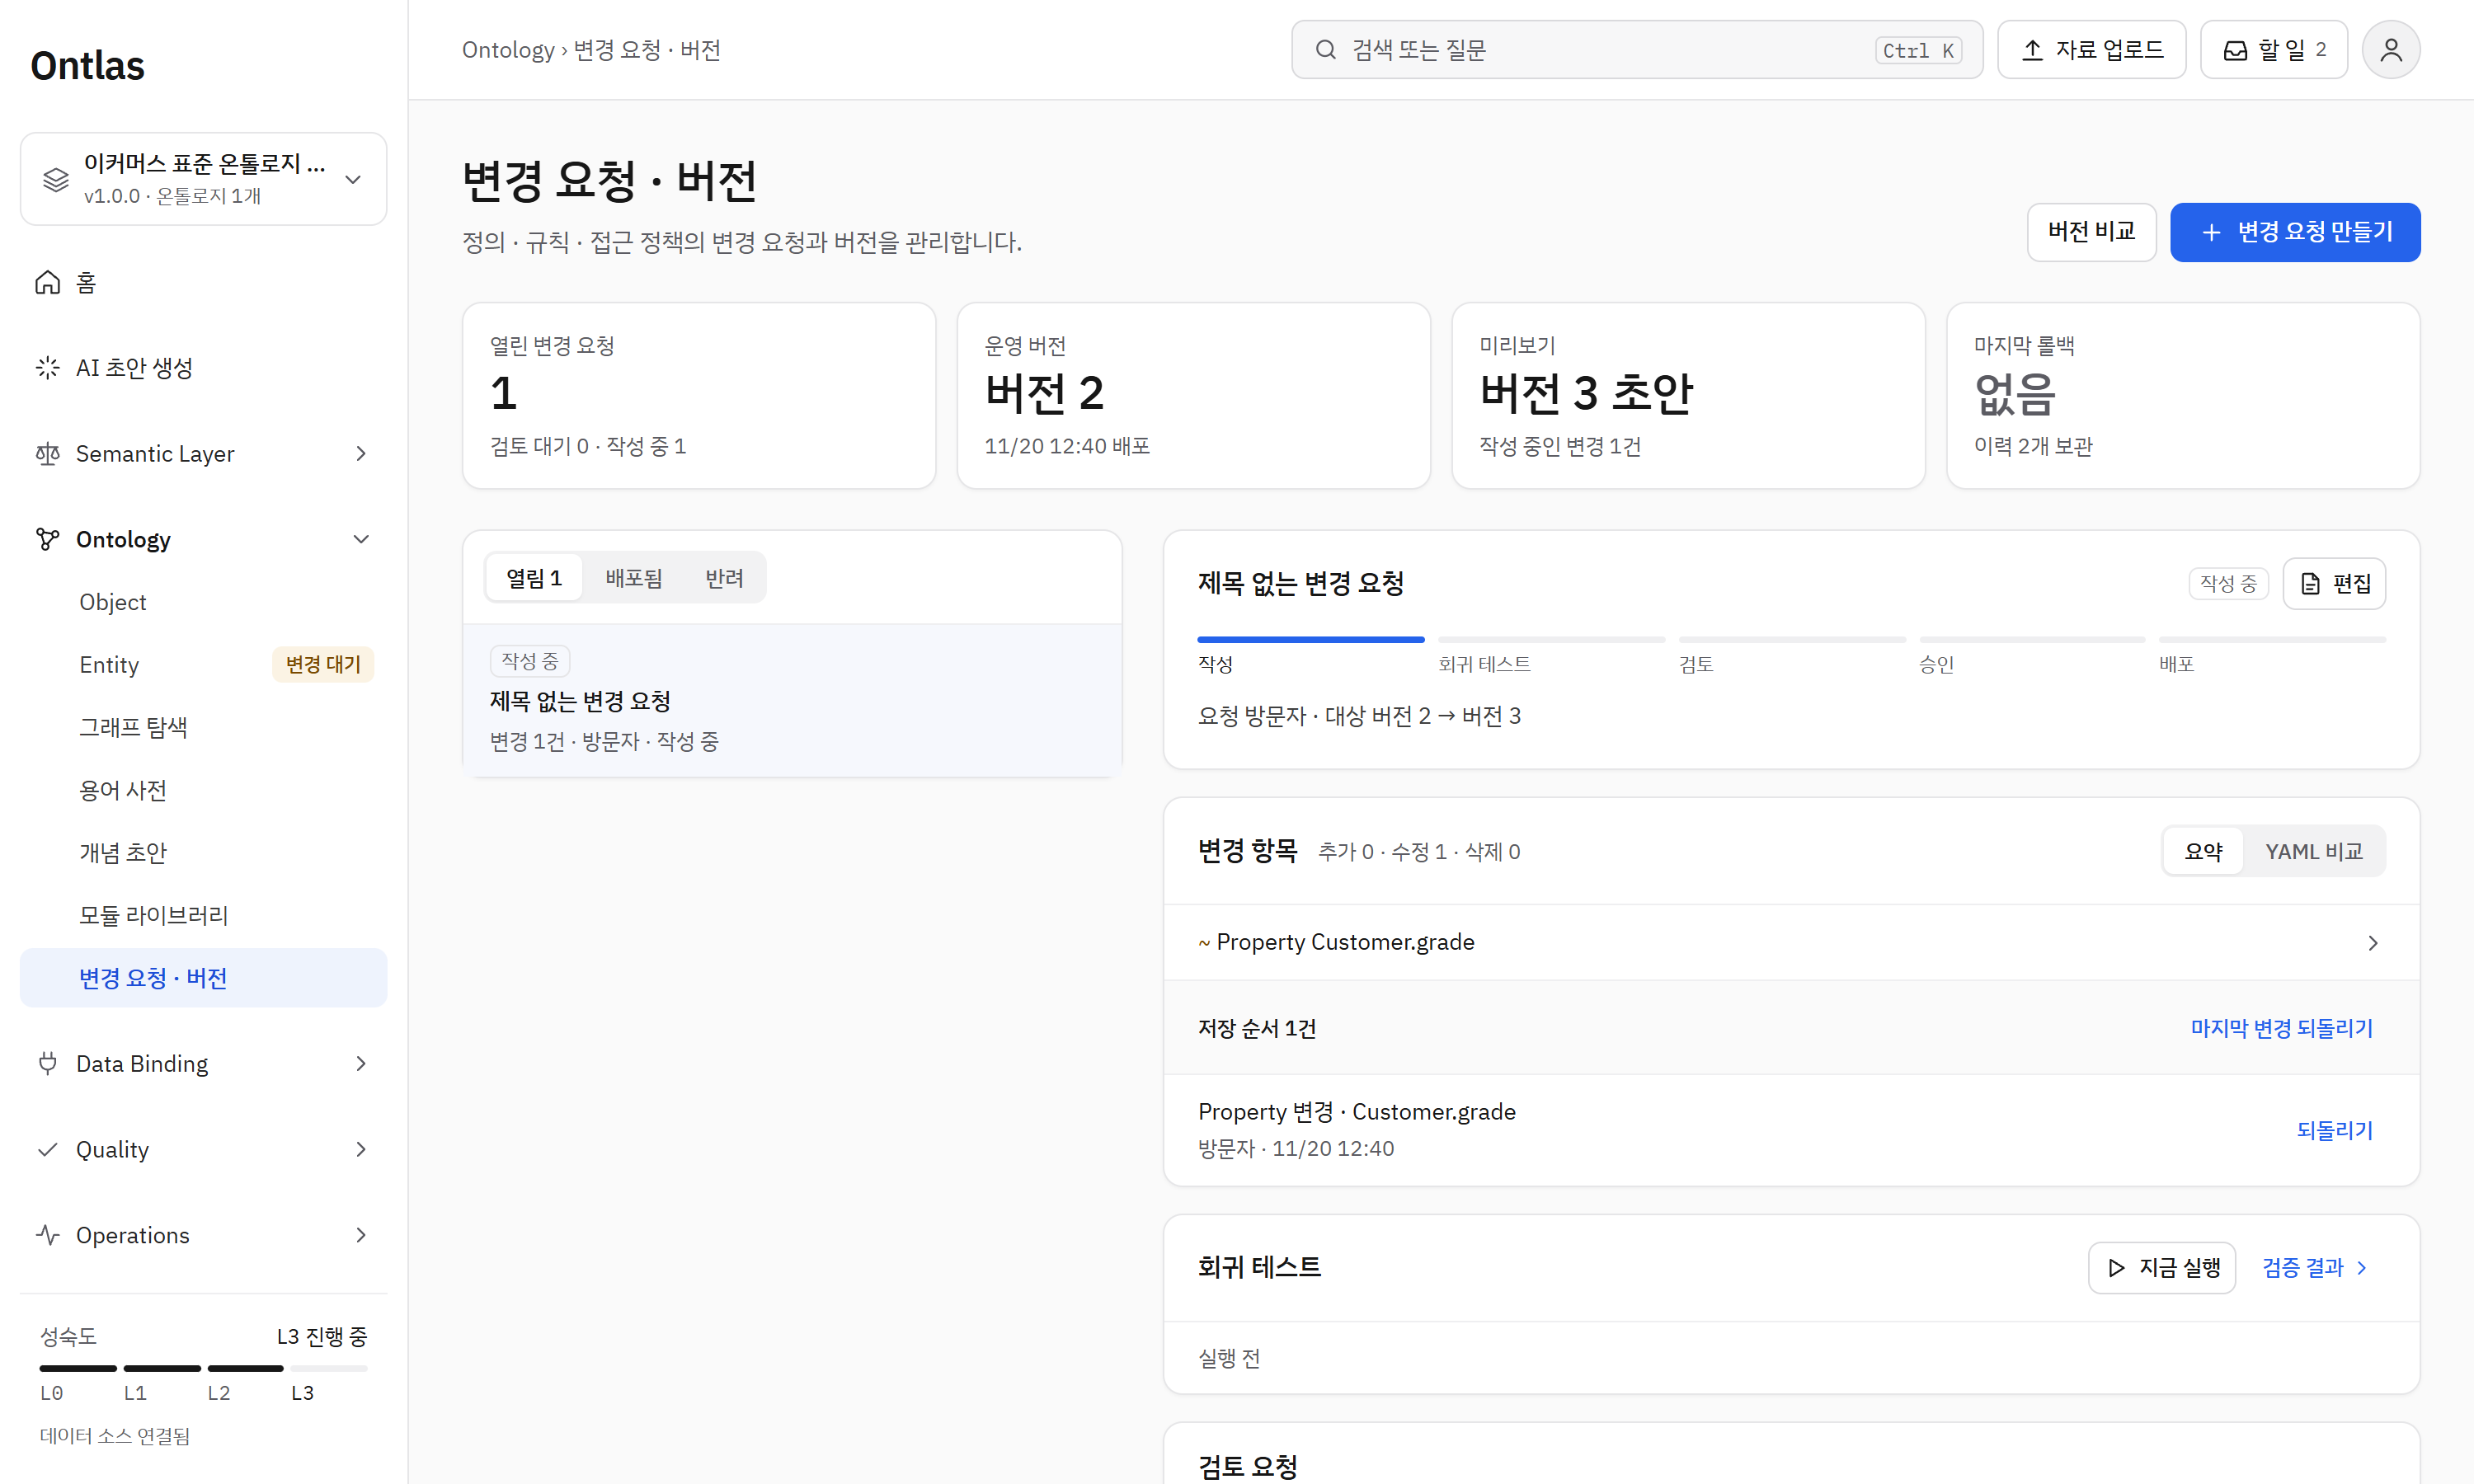 Ontlas
이커머스 표준 온톨로지 ...
v1.0.0 · 온톨로지 1개
홈
AI 초안 생성
Semantic Layer
Ontology
Object
Entity 변경 대기
그래프 탐색
용어 사전
개념 초안
모듈 라이브러리
변경 요청 · 버전
Data Binding
Quality
Operations
성숙도 L3 진행 중
L0 L1 L2 L3
데이터 소스 연결됨
Ontology › 변경 요청 · 버전
검색 또는 질문 Ctrl K
자료 업로드
할 일 2
변경 요청 · 버전
정의 · 규칙 · 접근 정책의 변경 요청과 버전을 관리합니다.
버전 비교
변경 요청 만들기
열린 변경 요청
1
검토 대기 0 · 작성 중 1
운영 버전
버전 2
11/20 12:40 배포
미리보기
버전 3 초안
작성 중인 변경 1건
마지막 롤백
없음
이력 2개 보관
열림 1 배포됨 반려
작성 중
제목 없는 변경 요청
변경 1건 · 방문자 · 작성 중
제목 없는 변경 요청
작성 중
편집
작성 회귀 테스트 검토 승인 배포
요청 방문자 · 대상 버전 2 → 버전 3
변경 항목 추가 0 · 수정 1 · 삭제 0
요약 YAML 비교
~ Property Customer.grade
저장 순서 1건
마지막 변경 되돌리기
Property 변경 · Customer.grade
방문자 · 11/20 12:40
되돌리기
회귀 테스트
지금 실행
검증 결과
실행 전
검토 요청